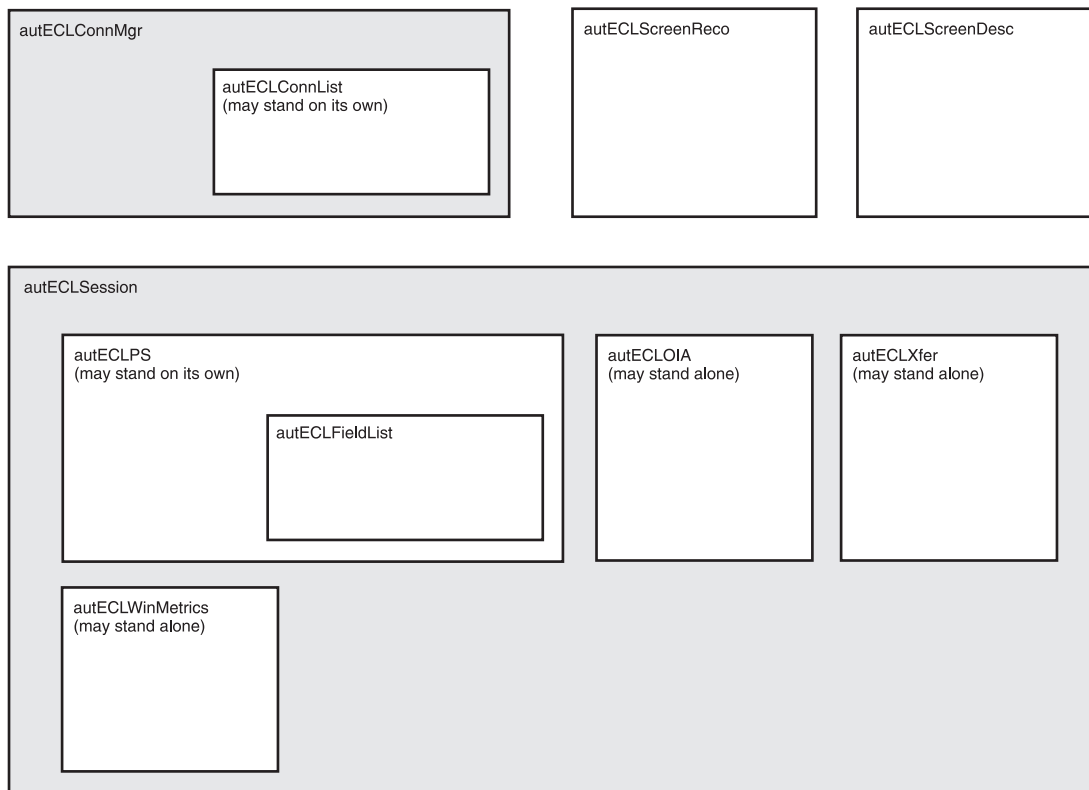 autECLConnMgr
autECLConnList
(may stand on its own)
autECLScreenReco
autECLScreenDesc
autECLSession
autECLPS
(may stand on its own)
autECLFieldList
autECLOIA
(may stand alone)
autECLXfer
(may stand alone)
autECLWinMetrics
(may stand alone)